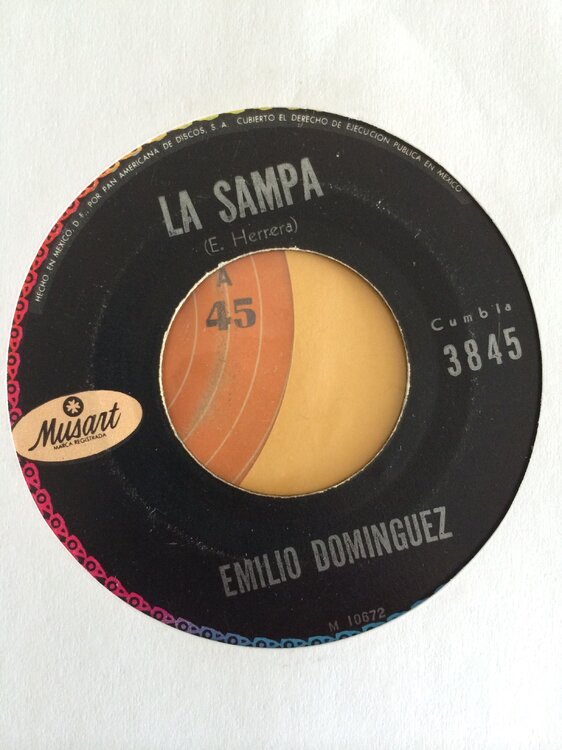 HECHO EN MEXICO, D. F., POR PAN AMERICANA DE DISCOS, S. A. CUBIERTO EL DERECHO DE EJECUCION PUBLICA EN MEXICO
LA SAMPA
(E. Herrera)
A
45
Cumbia
3845
Musart
MARCA REGISTRADA
EMILIO DOMINGUEZ
M 10672